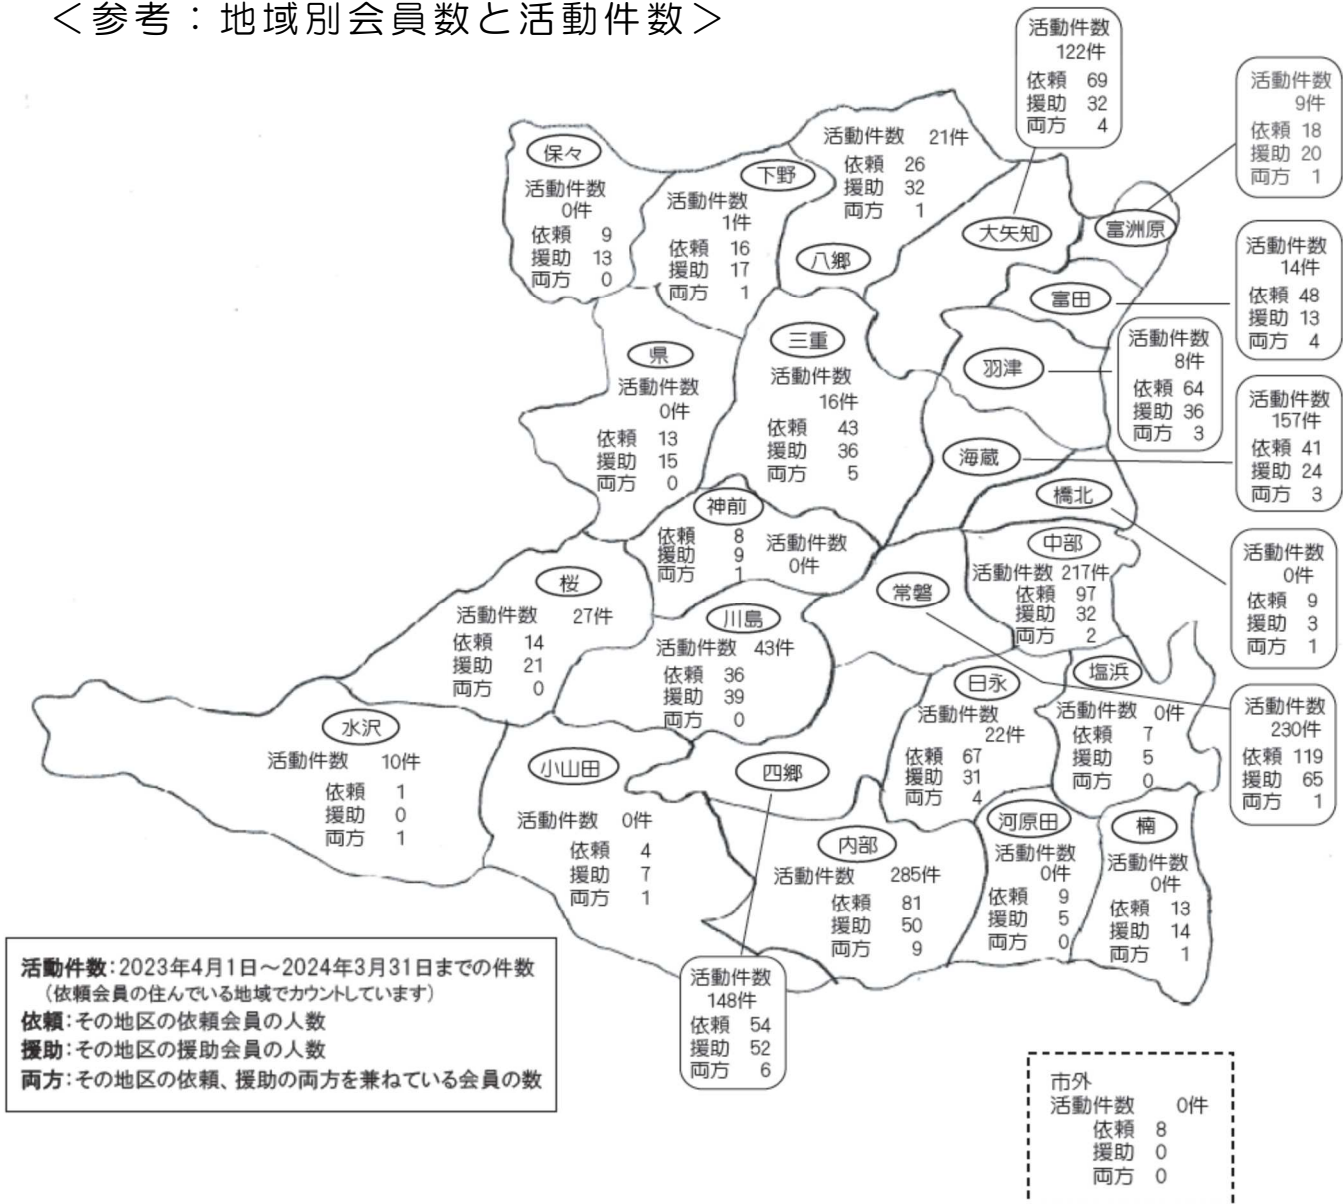 ＜参考：地域別会員数と活動件数＞
活動件数
122件
依頼 69
援助 32
両方 4
活動件数
9件
依頼 18
援助 20
両方 1
保々
活動件数
0件
依頼 9
援助 13
両方 0
下野
活動件数
1件
依頼 16
援助 17
両方 1
活動件数 21件
依頼 26
援助 32
両方 1
八郷
大矢知
富洲原
活動件数
14件
依頼 48
援助 13
両方 4
富田
県
活動件数
0件
依頼 13
援助 15
両方 0
三重
活動件数
16件
依頼 43
援助 36
両方 5
羽津
活動件数
8件
依頼 64
援助 36
両方 3
活動件数
157件
依頼 41
援助 24
両方 3
海蔵
橋北
神前
依頼 8
援助 9
両方 1
活動件数
0件
中部
活動件数 217件
依頼 97
援助 32
両方 2
活動件数
0件
依頼 9
援助 3
両方 1
桜
活動件数 27件
依頼 14
援助 21
両方 0
川島
活動件数 43件
依頼 36
援助 39
両方 0
常磐
日永
活動件数
22件
依頼 67
援助 31
両方 4
塩浜
活動件数 0件
依頼 7
援助 5
両方 0
活動件数
230件
依頼 119
援助 65
両方 1
水沢
活動件数 10件
依頼 1
援助 0
両方 1
小山田
活動件数 0件
依頼 4
援助 7
両方 1
四郷
内部
活動件数 285件
依頼 81
援助 50
両方 9
河原田
活動件数
0件
依頼 9
援助 5
両方 0
楠
活動件数
0件
依頼 13
援助 14
両方 1
活動件数
148件
依頼 54
援助 52
両方 6
活動件数：2023年4月1日～2024年3月31日までの件数
（依頼会員の住んでいる地域でカウントしています）
依頼：その地区の依頼会員の人数
援助：その地区の援助会員の人数
両方：その地区の依頼、援助の両方を兼ねている会員の数
市外
活動件数 0件
依頼 8
援助 0
両方 0